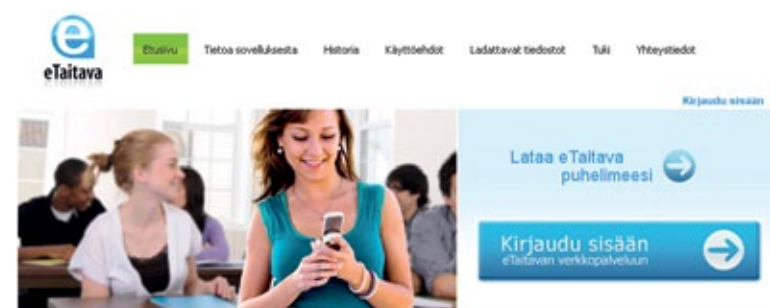 eTaitava
Etusivu Tietoa sovelluksesta Historia Käyttöehdot Ladattavat tiedostot Tuki Yhteystiedot
Kirjaudu sisään
Lataa eTaitava
puhelimeesi
Kirjaudu sisään
eTaitavan verkkopalveluun